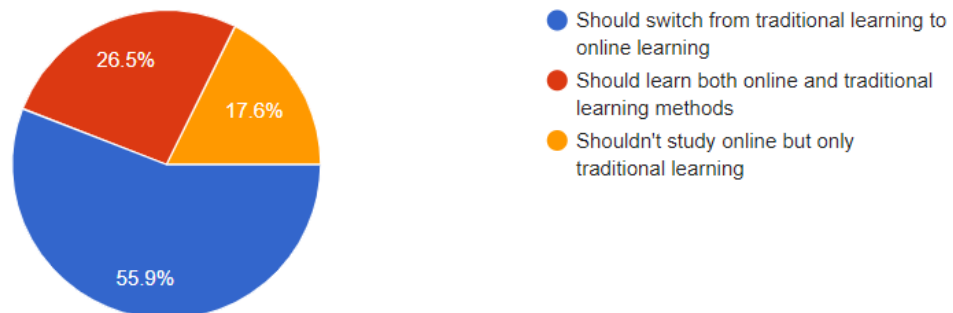 26.5%
17.6%
55.9%
Should switch from traditional learning to
online learning
Should learn both online and traditional
learning methods
Shouldn't study online but only
traditional learning